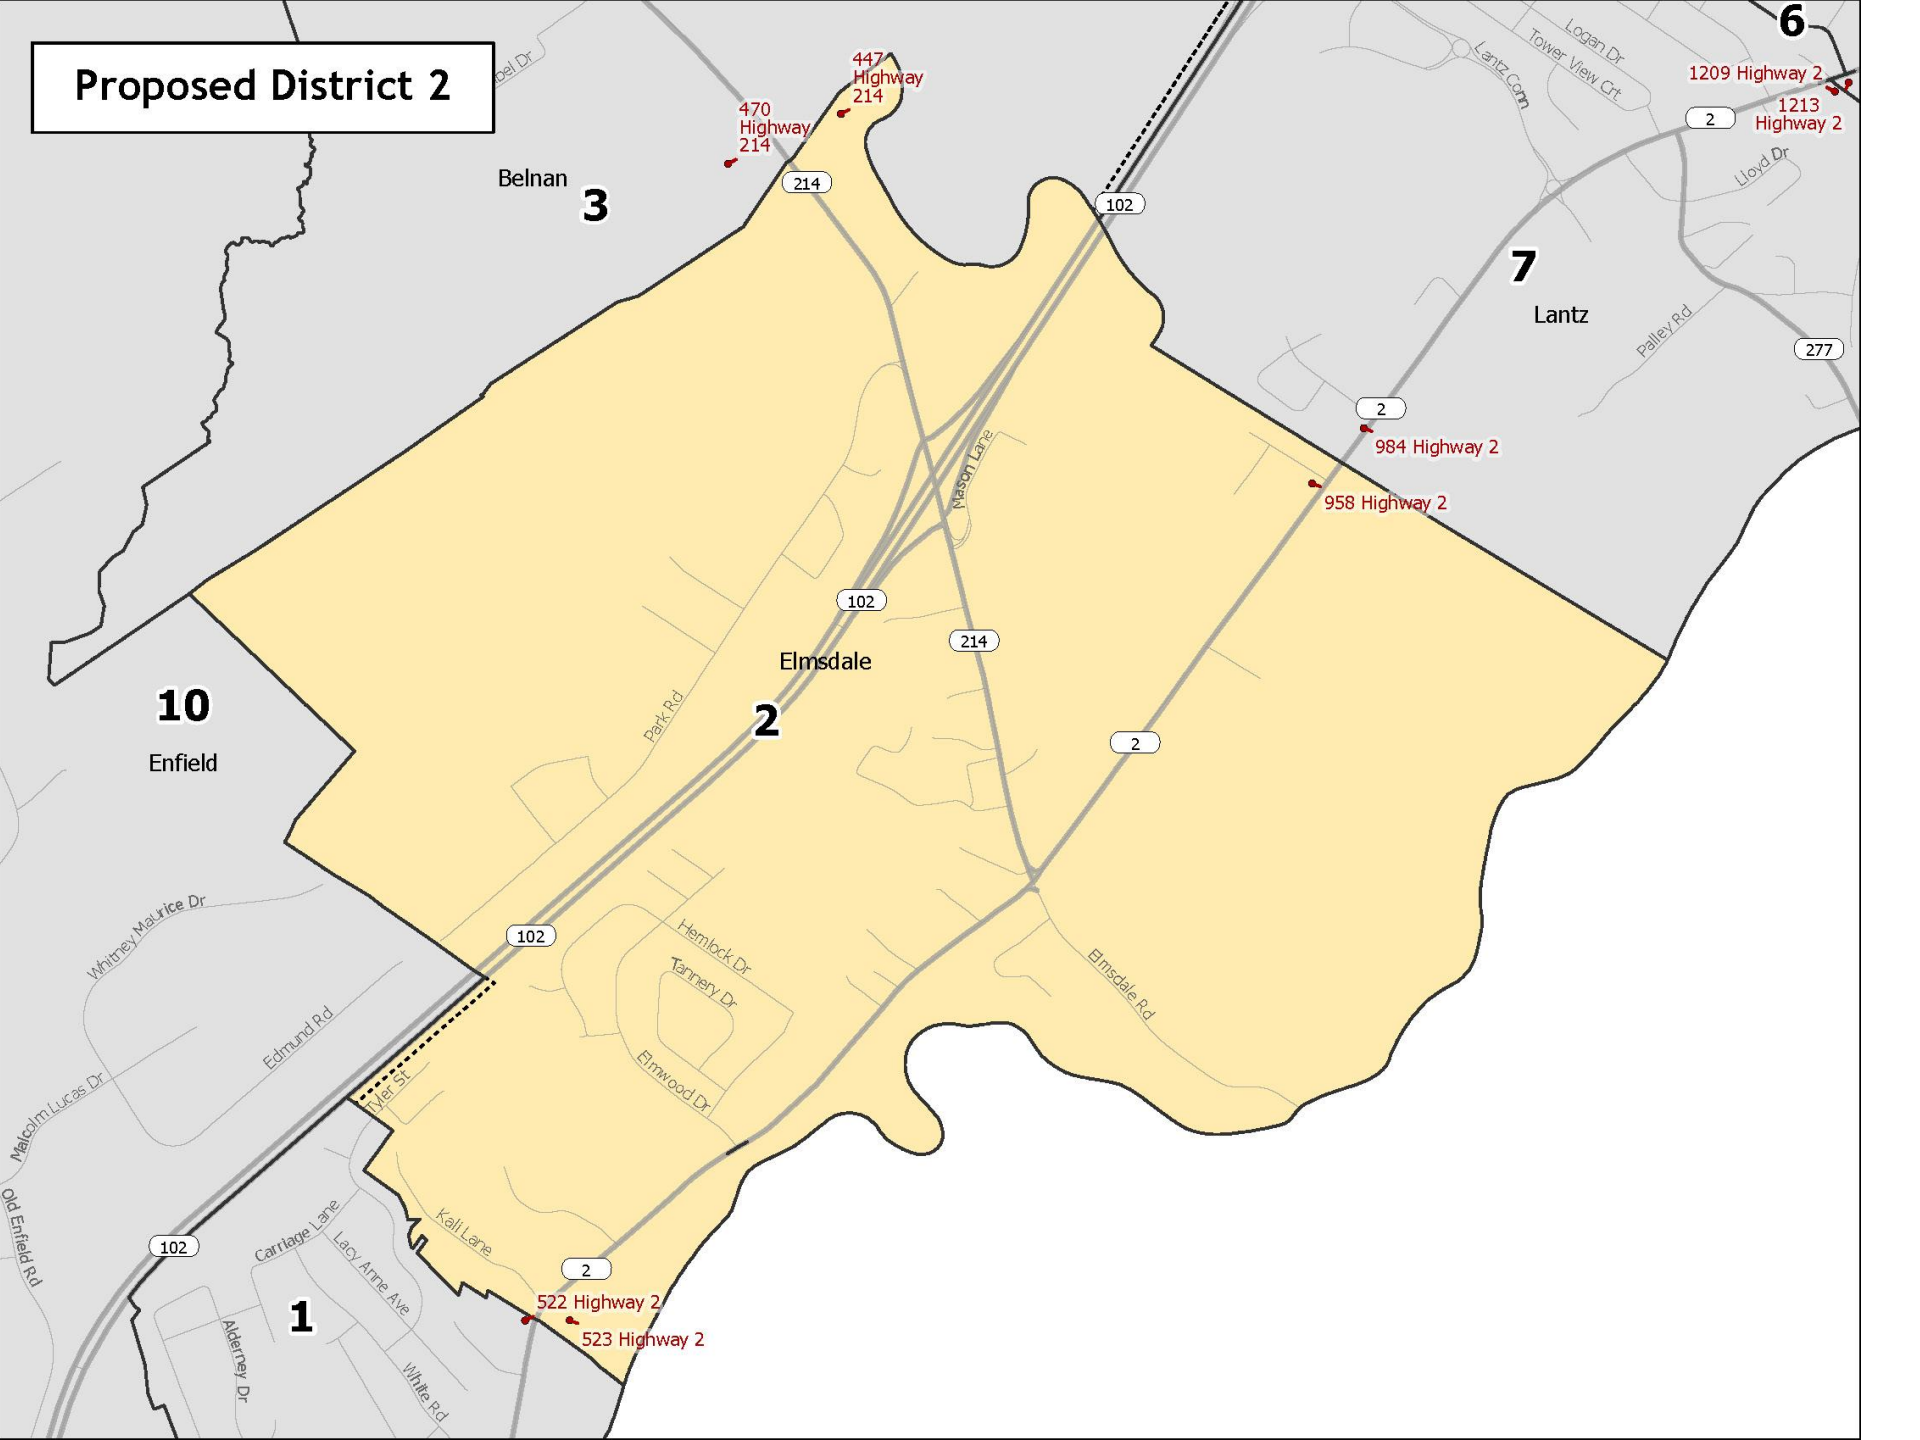 Proposed District 2
6
Logan Dr
Tower View Crt
Lantz Conn
1209 Highway 2
1213
Highway 2
2
447
Highway
214
470
Highway
214
214
Belnan
3
102
Lloyd Dr
7
Lantz
Palley Rd
277
2
984 Highway 2
958 Highway 2
Mason Lane
102
214
Elmsdale
2
Park Rd
2
10
Enfield
Whitney Maurice Dr
102
Hemlock Dr
Tannery Dr
Elmsdale Rd
Edmund Rd
Elmwood Dr
Tyler St
Malcolm Lucas Dr
Old Enfield Rd
102
Carriage Lane
Lacy Anne Ave
Kali Lane
2
522 Highway 2
523 Highway 2
1
Alderney Dr
White Rd